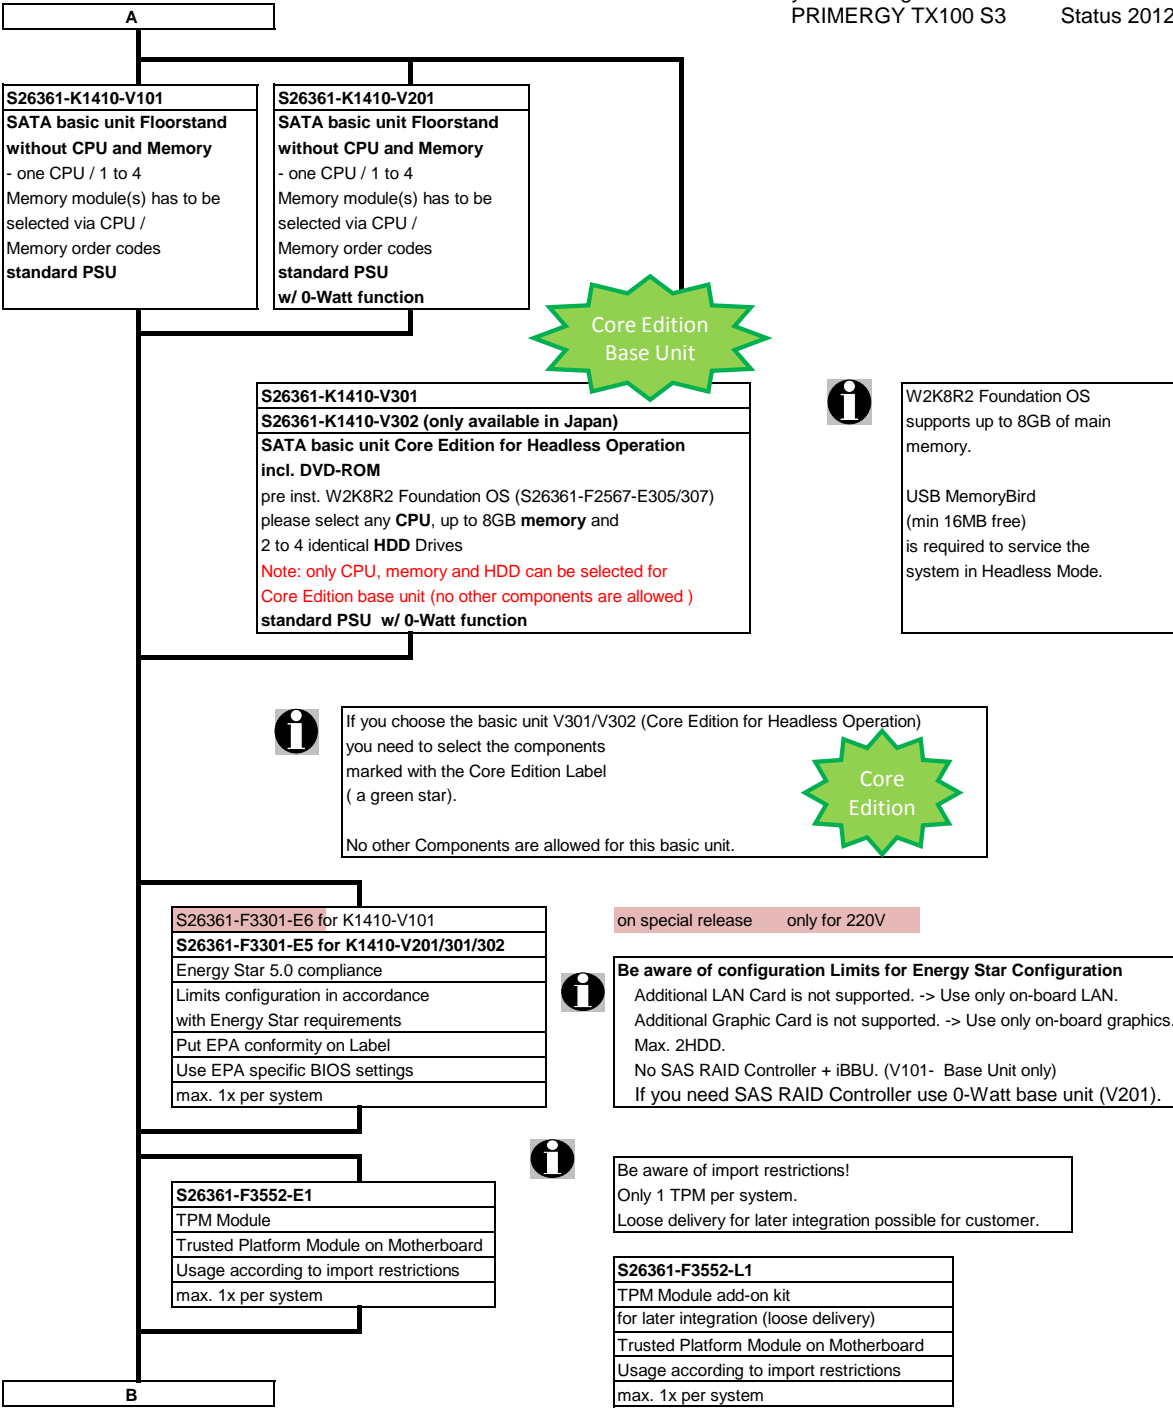 PRIMERGY TX100 S3 Status 2012
A
S26361-K1410-V101
SATA basic unit Floorstand
without CPU and Memory
- one CPU / 1 to 4
Memory module(s) has to be
selected via CPU /
Memory order codes
standard PSU
S26361-K1410-V201
SATA basic unit Floorstand
without CPU and Memory
- one CPU / 1 to 4
Memory module(s) has to be
selected via CPU /
Memory order codes
standard PSU
w/ 0-Watt function
Core Edition
Base Unit
S26361-K1410-V301
S26361-K1410-V302 (only available in Japan)
SATA basic unit Core Edition for Headless Operation
incl. DVD-ROM
pre inst. W2K8R2 Foundation OS (S26361-F2567-E305/307)
please select any CPU, up to 8GB memory and
2 to 4 identical HDD Drives
Note: only CPU, memory and HDD can be selected for
Core Edition base unit (no other components are allowed )
standard PSU w/ 0-Watt function
W2K8R2 Foundation OS
supports up to 8GB of main
memory.
USB MemoryBird
(min 16MB free)
is required to service the
system in Headless Mode.
If you choose the basic unit V301/V302 (Core Edition for Headless Operation)
you need to select the components
marked with the Core Edition Label
( a green star).
No other Components are allowed for this basic unit.
Core
Edition
S26361-F3301-E6 for K1410-V101
S26361-F3301-E5 for K1410-V201/301/302
Energy Star 5.0 compliance
Limits configuration in accordance
with Energy Star requirements
Put EPA conformity on Label
Use EPA specific BIOS settings
max. 1x per system
on special release only for 220V
Be aware of configuration Limits for Energy Star Configuration
Additional LAN Card is not supported. -> Use only on-board LAN.
Additional Graphic Card is not supported. -> Use only on-board graphics.
Max. 2HDD.
No SAS RAID Controller + iBBU. (V101- Base Unit only)
If you need SAS RAID Controller use 0-Watt base unit (V201).
S26361-F3552-E1
TPM Module
Trusted Platform Module on Motherboard
Usage according to import restrictions
max. 1x per system
Be aware of import restrictions!
Only 1 TPM per system.
Loose delivery for later integration possible for customer.
S26361-F3552-L1
TPM Module add-on kit
for later integration (loose delivery)
Trusted Platform Module on Motherboard
Usage according to import restrictions
max. 1x per system
B